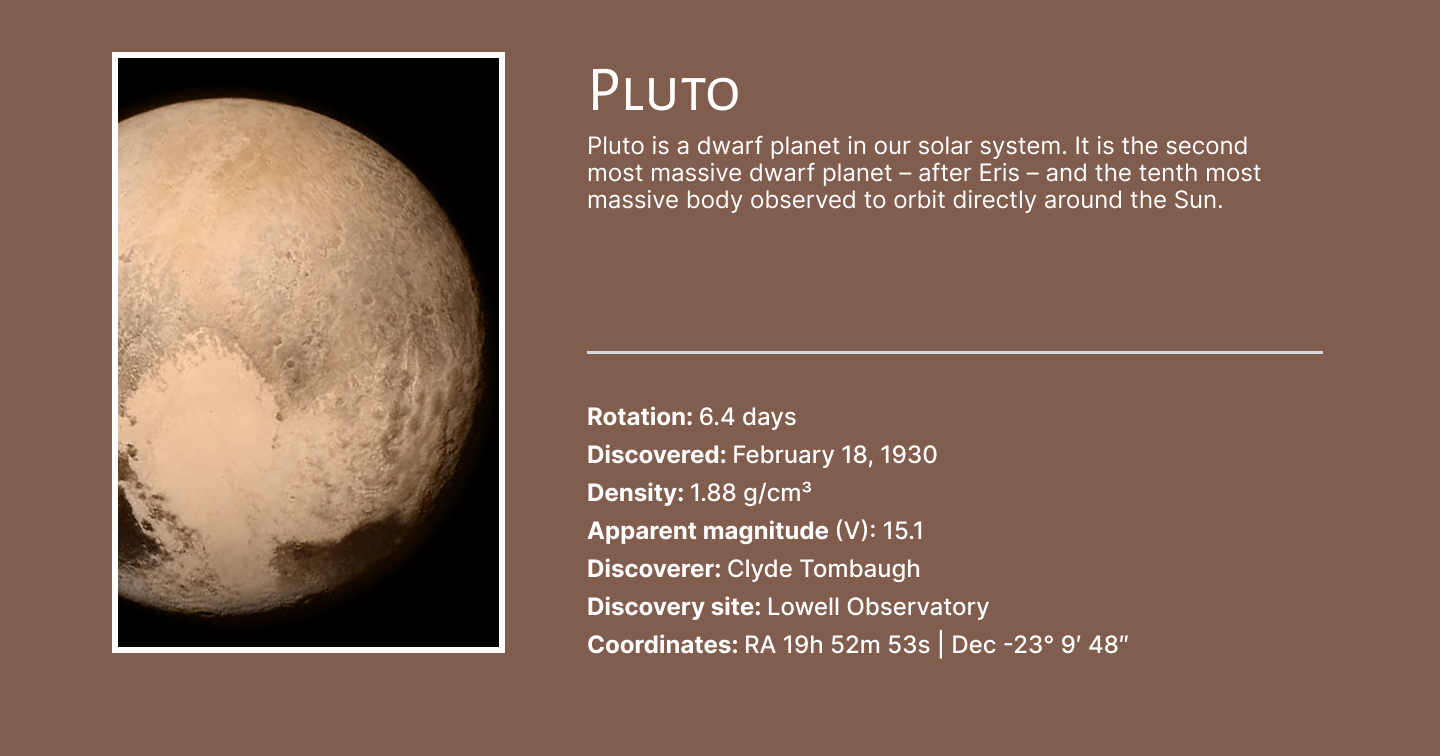 Pluto
Pluto is a dwarf planet in our solar system. It is the second
most massive dwarf planet – after Eris – and the tenth most
massive body observed to orbit directly around the Sun.
Rotation: 6.4 days
Discovered: February 18, 1930
Density: 1.88 g/cm³
Apparent magnitude (V): 15.1
Discoverer: Clyde Tombaugh
Discovery site: Lowell Observatory
Coordinates: RA 19h 52m 53s | Dec -23° 9′ 48″